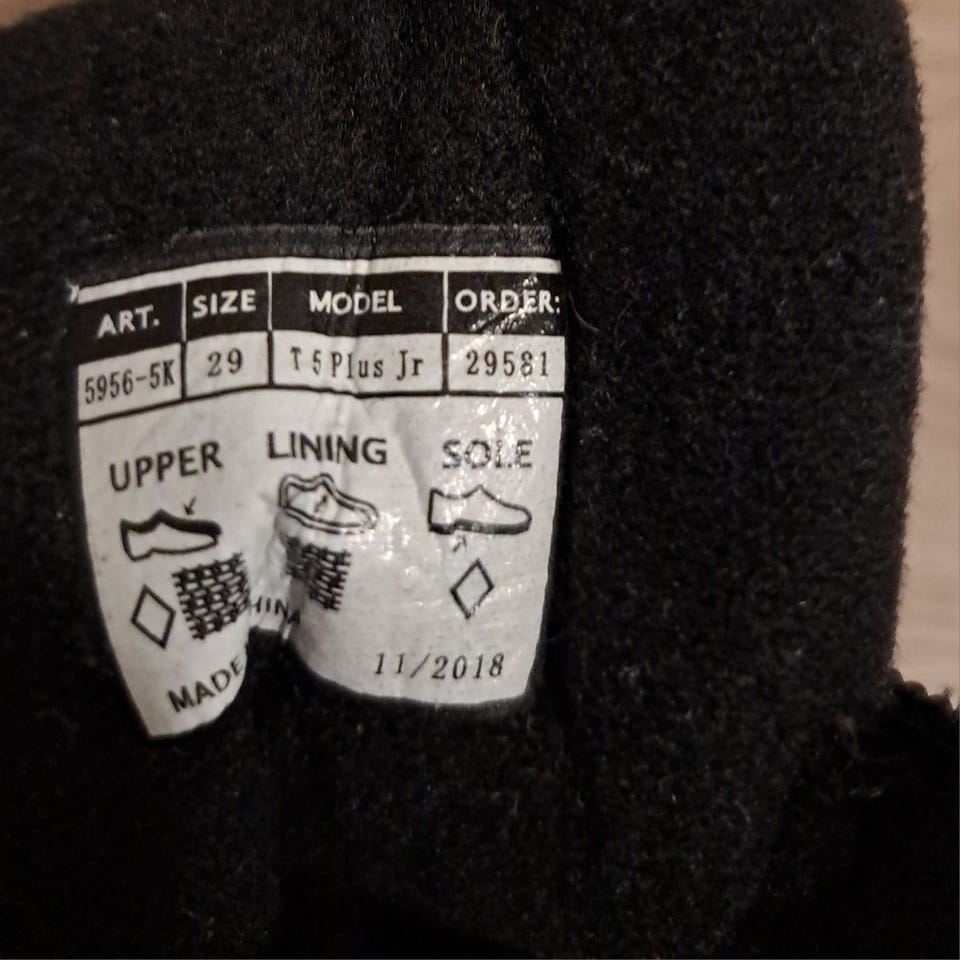 ART. SIZE MODEL ORDER:
5956-5K 29 T 5 Plus Jr 29581
UPPER LINING SOLE
MADE HINA
11/2018